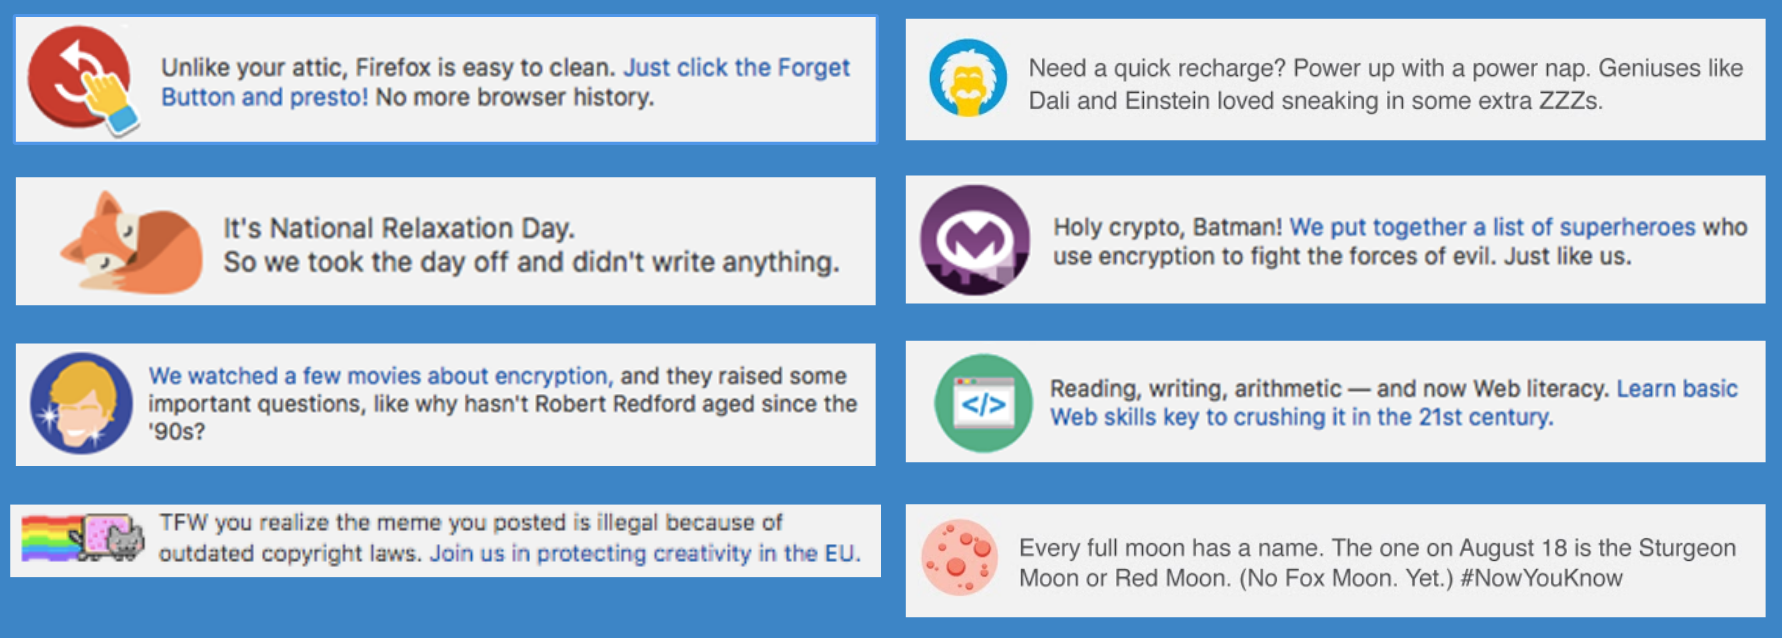 Unlike your attic, Firefox is easy to clean. Just click the Forget
Button and presto! No more browser history.
Need a quick recharge? Power up with a power nap. Geniuses like
Dali and Einstein loved sneaking in some extra ZZZs.
It's National Relaxation Day.
So we took the day off and didn't write anything.
Holy crypto, Batman! We put together a list of superheroes who
use encryption to fight the forces of evil. Just like us.
We watched a few movies about encryption, and they raised some
important questions, like why hasn't Robert Redford aged since the
'90s?
Reading, writing, arithmetic — and now Web literacy. Learn basic
Web skills key to crushing it in the 21st century.
TFW you realize the meme you posted is illegal because of
outdated copyright laws. Join us in protecting creativity in the EU.
Every full moon has a name. The one on August 18 is the Sturgeon
Moon or Red Moon. (No Fox Moon. Yet.) #NowYouKnow